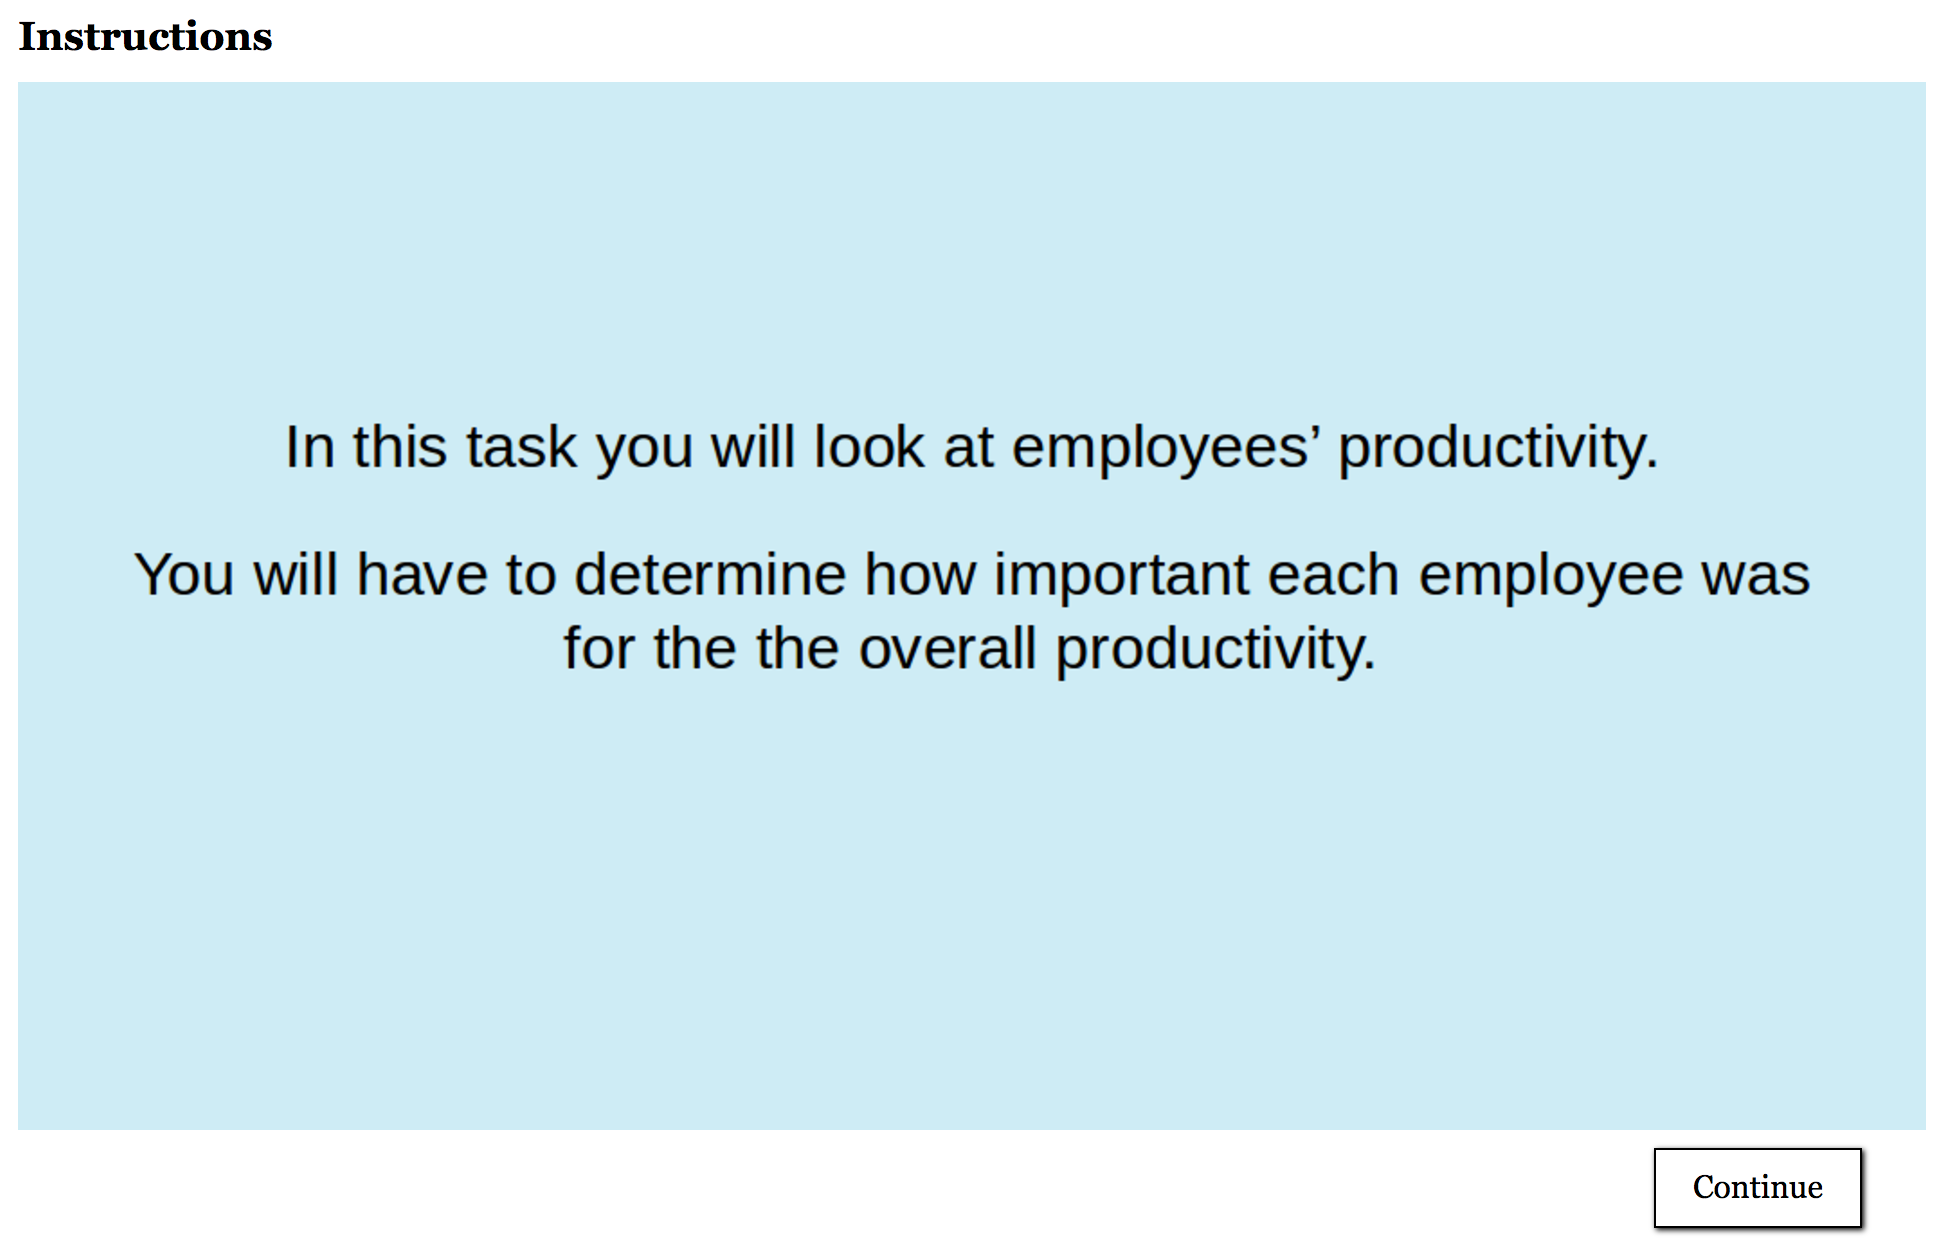 Instructions
In this task you will look at employees’ productivity.
You will have to determine how important each employee was
for the the overall productivity.
Continue